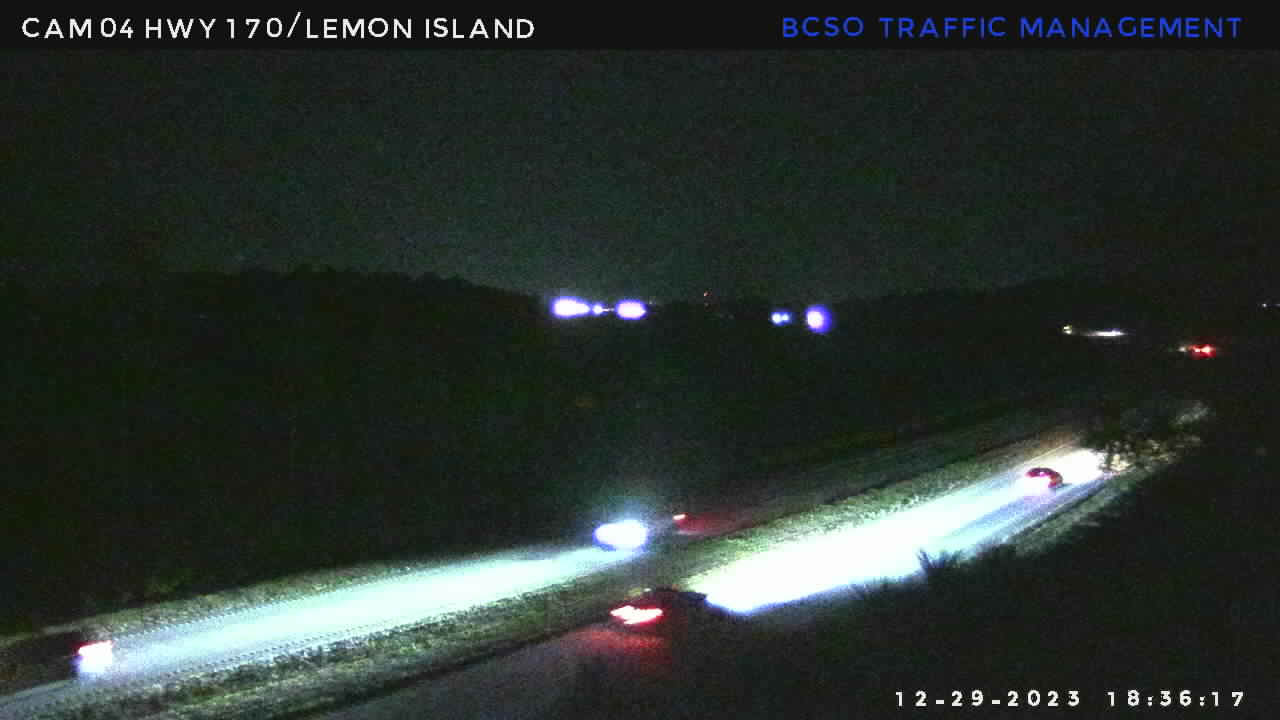 CAM04 HWY 170/LEMON ISLAND
BCSO TRAFFIC MANAGEMENT
12-29-2023 18:36:17